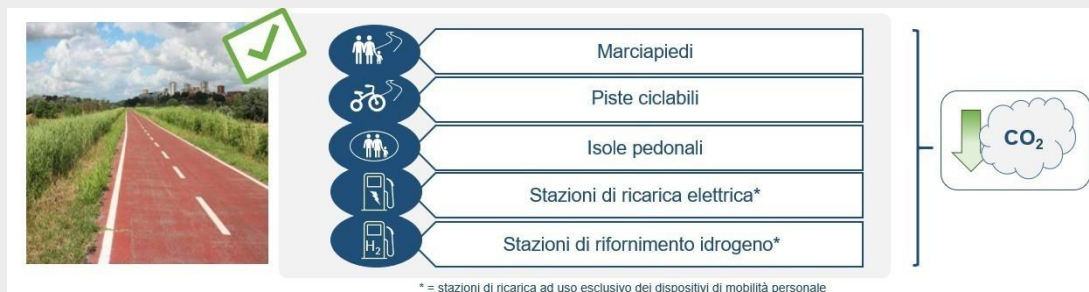 Marciapiedi
Piste ciclabili
Isole pedonali
Stazioni di ricarica elettrica*
H₂
Stazioni di rifornimento idrogeno*
CO₂
* = stazioni di ricarica ad uso esclusivo dei dispositivi di mobilità personale